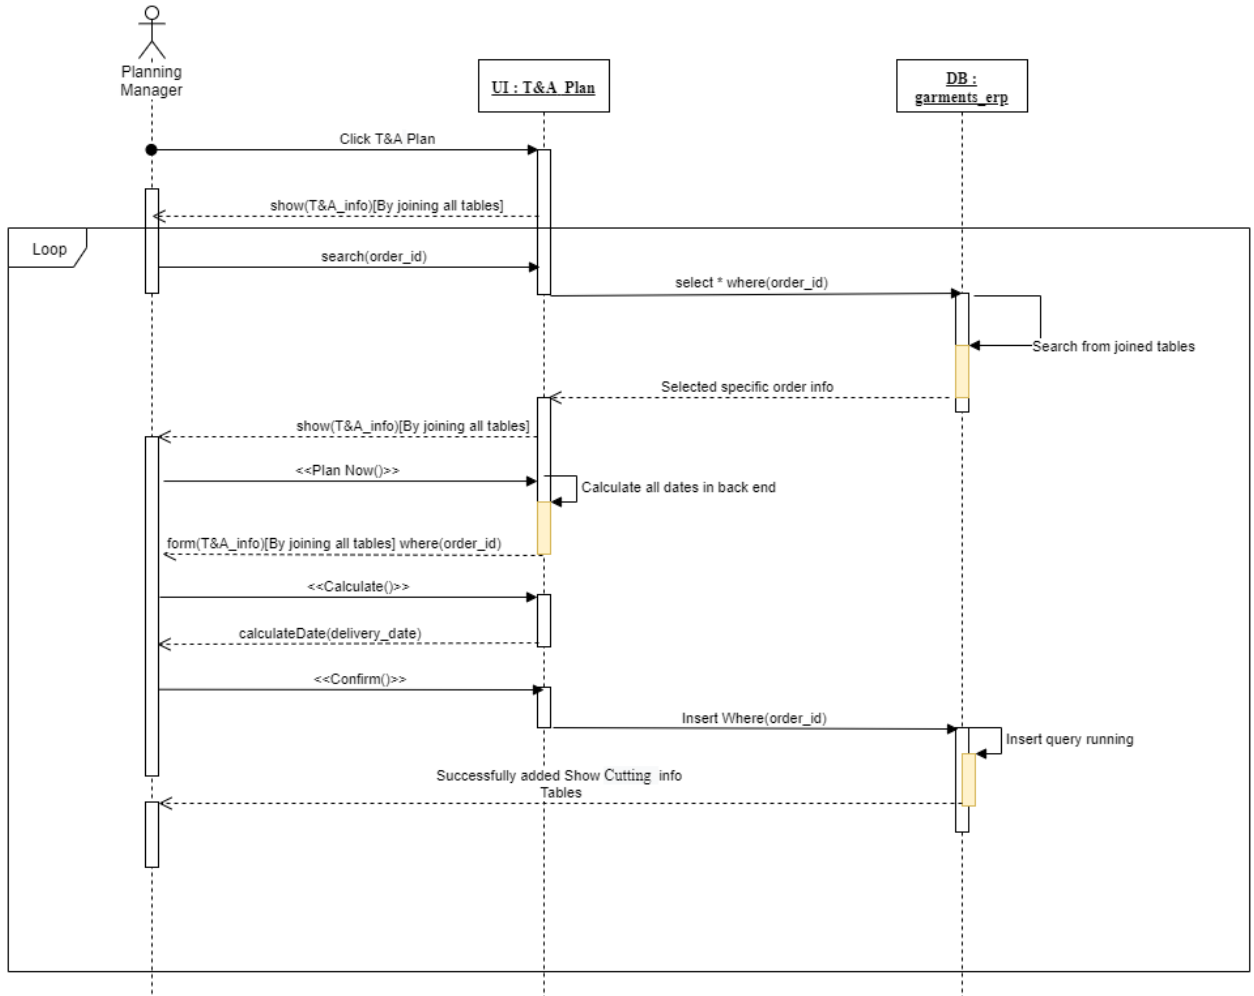 Planning
Manager
UI : T&A_Plan
DB :
garments_erp
Click T&A Plan
show(T&A_info)[By joining all tables]
Loop
search(order_id)
select * where(order_id)
Search from joined tables
Selected specific order info
show(T&A_info)[By joining all tables]
<<Plan Now()>>
Calculate all dates in back end
form(T&A_info)[By joining all tables] where(order_id)
<<Calculate()>>
calculateDate(delivery_date)
<<Confirm()>>
Insert Where(order_id)
Insert query running
Successfully added Show Cutting info
Tables